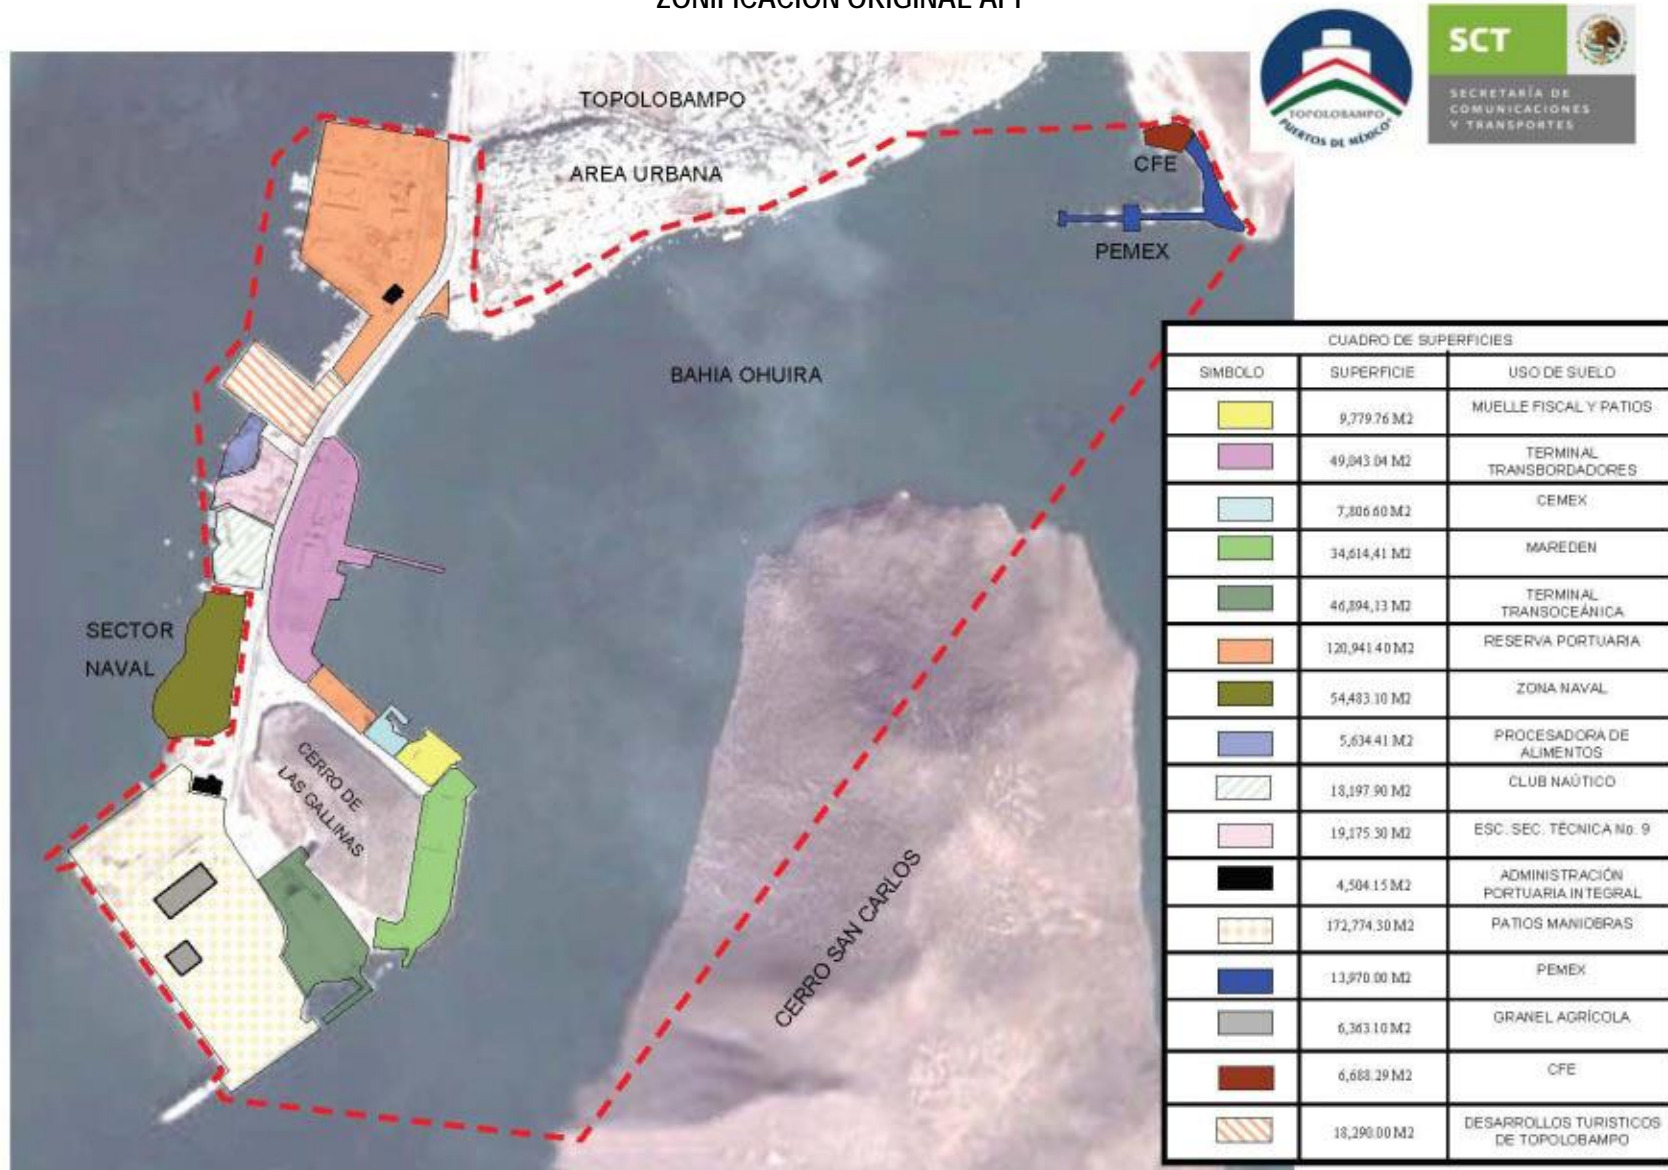 ZONIFICACIÓN ORIGINAL API
TOPOLOBAMPO
PUERTOS DE MÉXICO
SCT
SECRETARÍA DE
COMUNICACIONES
Y TRANSPORTES
TOPOLOBAMPO
AREA URBANA
CFE
PEMEX
BAHIA OHUIRA
SECTOR
NAVAL
CERRO DE
LAS GALLINAS
CERRO SAN CARLOS
CUADRO DE SUPERFICIES
SIMBOLO SUPERFICIE USO DE SUELO
9,779.76 M2 MUELLE FISCAL Y PATIOS
49,043.04 M2 TERMINAL
TRANSBORDADORES
7,806.60 M2 CEMEX
34,614,41 M2 MAREDEN
46,894,13 M2 TERMINAL
TRANSOCEÁNICA
120,941.40 M2 RESERVA PORTUARIA
54,483.10 M2 ZONA NAVAL
5,634.41 M2 PROCESADORA DE
ALIMENTOS
18,197.90 M2 CLUB NAÚTICO
19,175.30 M2 ESC. SEC. TÉCNICA No. 9
4,504.15 M2 ADMINISTRACIÓN
PORTUARIA INTEGRAL
172,774.30 M2 PATIOS MANIOBRAS
13,970.00 M2 PEMEX
6,363.10 M2 GRANEL AGRÍCOLA
6,688.29 M2 CFE
18,290.00 M2 DESARROLLOS TURISTICOS
DE TOPOLOBAMPO